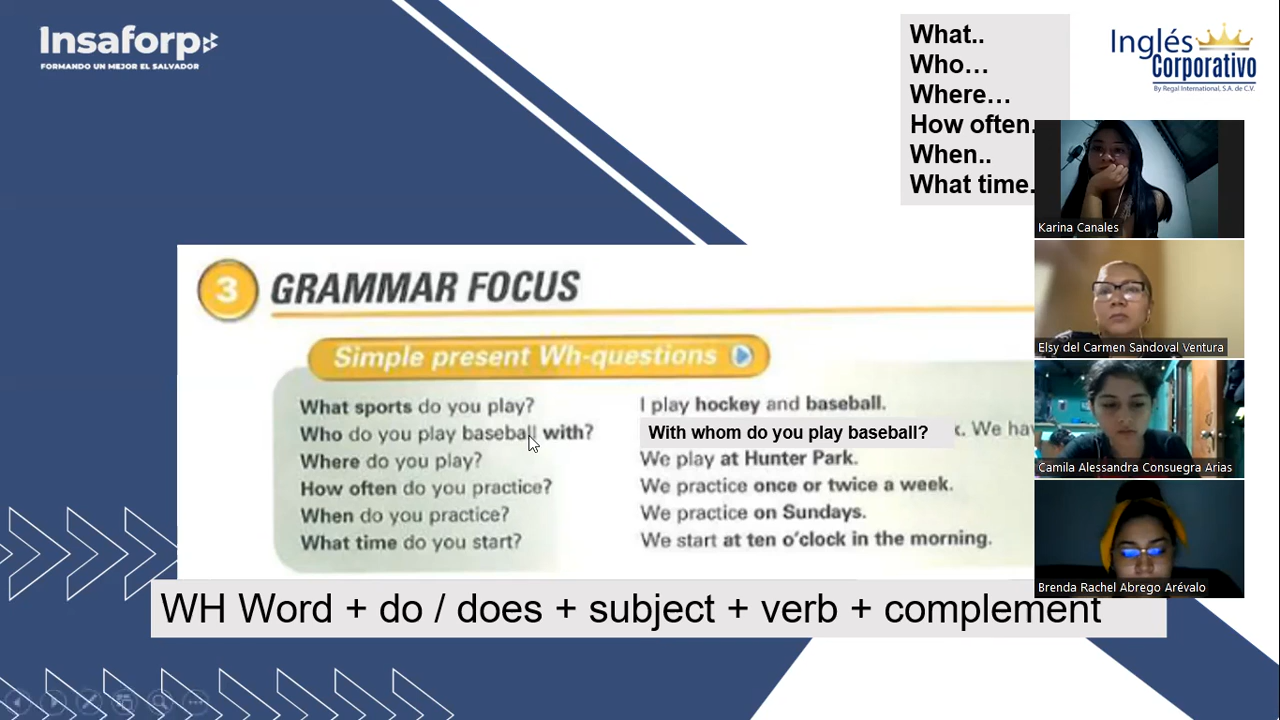 Insaforp
FORMANDO UN MEJOR EL SALVADOR
What..
Who…
Where…
How often.
When..
What time.
Inglés
Corporativo
By Regal International, S.A. de C.V.
Karina Canales
Elsy del Carmen Sandoval Ventura
Camila Alessandra Consuegra Arias
Brenda Rachel Abrego Arévalo
3 GRAMMAR FOCUS
Simple present Wh-questions
What sports do you play? I play hockey and baseball.
Who do you play baseball with? With whom do you play baseball? We
Where do you play? We play at Hunter Park.
How often do you practice? We practice once or twice a week.
When do you practice? We practice on Sundays.
What time do you start? We start at ten o'clock in the morning.
WH Word + do / does + subject + verb + complement